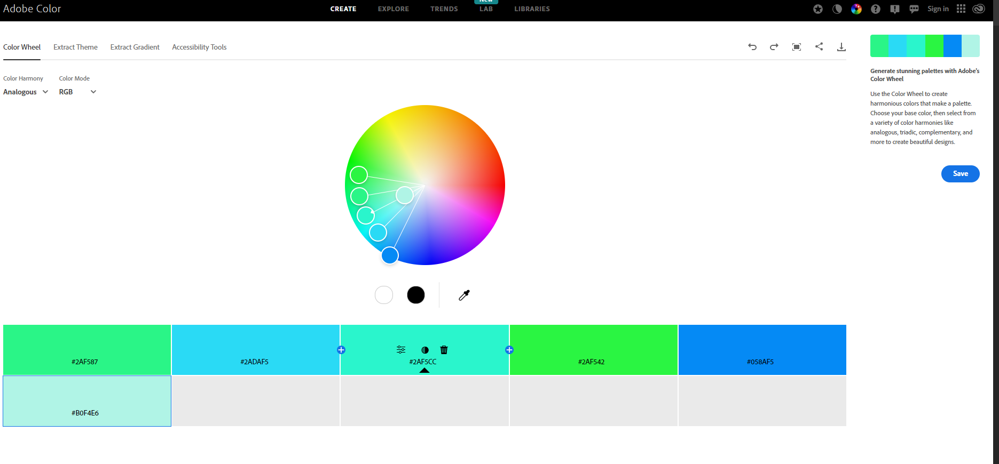 Adobe Color
CREATE
EXPLORE
TRENDS
New
LAB
LIBRARIES
Sign in
Color Wheel
Extract Theme
Extract Gradient
Accessibility Tools
Color Harmony
Color Mode
Analogous
RGB
Generate stunning palettes with Adobe's
Color Wheel
Use the Color Wheel to create
harmonious colors that make a palette.
Choose your base color, then select from
a variety of color harmonies like
analogous, triadic, complementary, and
more to create beautiful designs.
Save
#2AF587
#2ADAF5
#2AF5CC
#2AF542
#058AF5
#B0F4E6